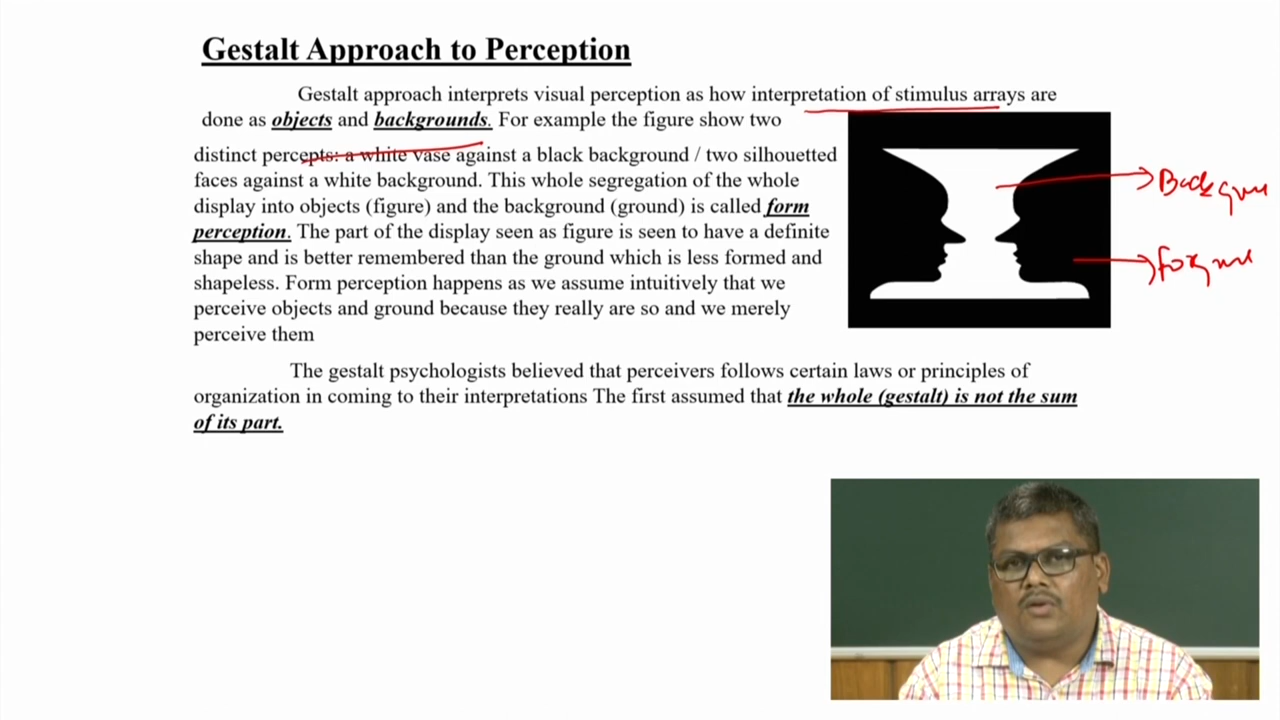 Gestalt Approach to Perception
Gestalt approach interprets visual perception as how interpretation of stimulus arrays are
done as objects and backgrounds. For example the figure show two
distinct percepts: a white vase against a black background / two silhouetted
faces against a white background. This whole segregation of the whole
display into objects (figure) and the background (ground) is called form
perception. The part of the display seen as figure is seen to have a definite
shape and is better remembered than the ground which is less formed and
shapeless. Form perception happens as we assume intuitively that we
perceive objects and ground because they really are so and we merely
perceive them
The gestalt psychologists believed that perceivers follows certain laws or principles of
organization in coming to their interpretations The first assumed that the whole (gestalt) is not the sum
of its part.